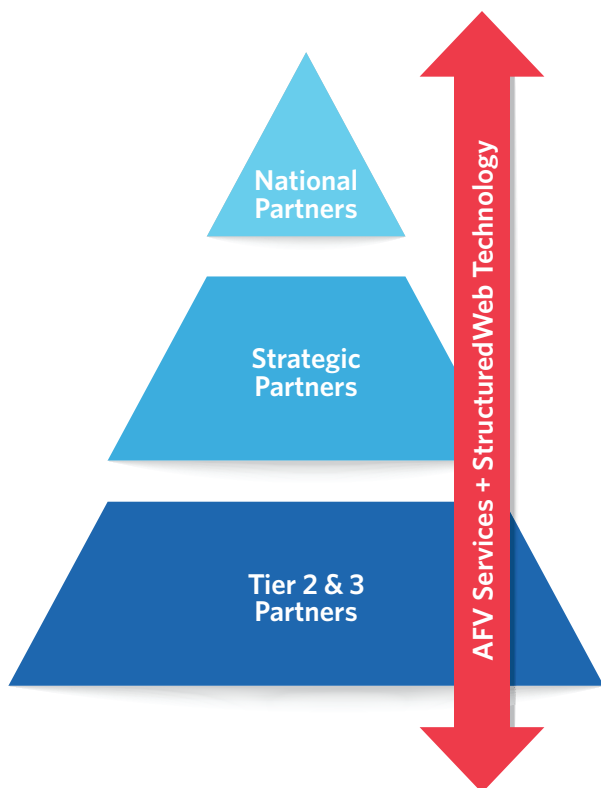 National
Partners
Strategic
Partners
Tier 2 & 3
Partners
AFV Services + StructuredWeb Technology